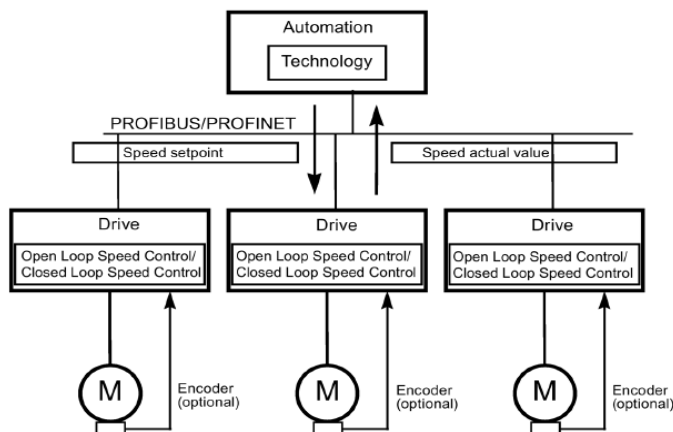 Automation
Technology
PROFIBUS/PROFINET
Speed setpoint
Speed actual value
Drive
Open Loop Speed Control/
Closed Loop Speed Control
Drive
Open Loop Speed Control/
Closed Loop Speed Control
Drive
Open Loop Speed Control/
Closed Loop Speed Control
M
Encoder
(optional)
M
Encoder
(optional)
M
Encoder
(optional)